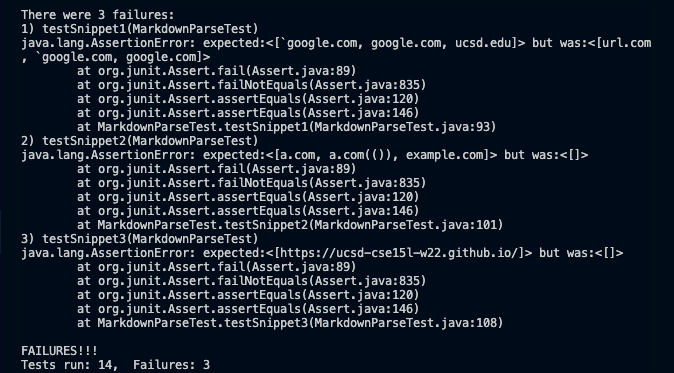 There were 3 failures:
1) testSnippet1(MarkdownParseTest)
java.lang.AssertionError: expected:<[`google.com, google.com, ucsd.edu]> but was:<[url.com
, `google.com, google.com]>
        at org.junit.Assert.fail(Assert.java:89)
        at org.junit.Assert.failNotEquals(Assert.java:835)
        at org.junit.Assert.assertEquals(Assert.java:120)
        at org.junit.Assert.assertEquals(Assert.java:146)
        at MarkdownParseTest.testSnippet1(MarkdownParseTest.java:93)
2) testSnippet2(MarkdownParseTest)
java.lang.AssertionError: expected:<[a.com, a.com(()), example.com]> but was:<[]>
        at org.junit.Assert.fail(Assert.java:89)
        at org.junit.Assert.failNotEquals(Assert.java:835)
        at org.junit.Assert.assertEquals(Assert.java:120)
        at org.junit.Assert.assertEquals(Assert.java:146)
        at MarkdownParseTest.testSnippet2(MarkdownParseTest.java:101)
3) testSnippet3(MarkdownParseTest)
java.lang.AssertionError: expected:<[https://ucsd-cse15l-w22.github.io/]> but was:<[]>
        at org.junit.Assert.fail(Assert.java:89)
        at org.junit.Assert.failNotEquals(Assert.java:835)
        at org.junit.Assert.assertEquals(Assert.java:120)
        at org.junit.Assert.assertEquals(Assert.java:146)
        at MarkdownParseTest.testSnippet3(MarkdownParseTest.java:108)

FAILURES!!!
Tests run: 14,  Failures: 3